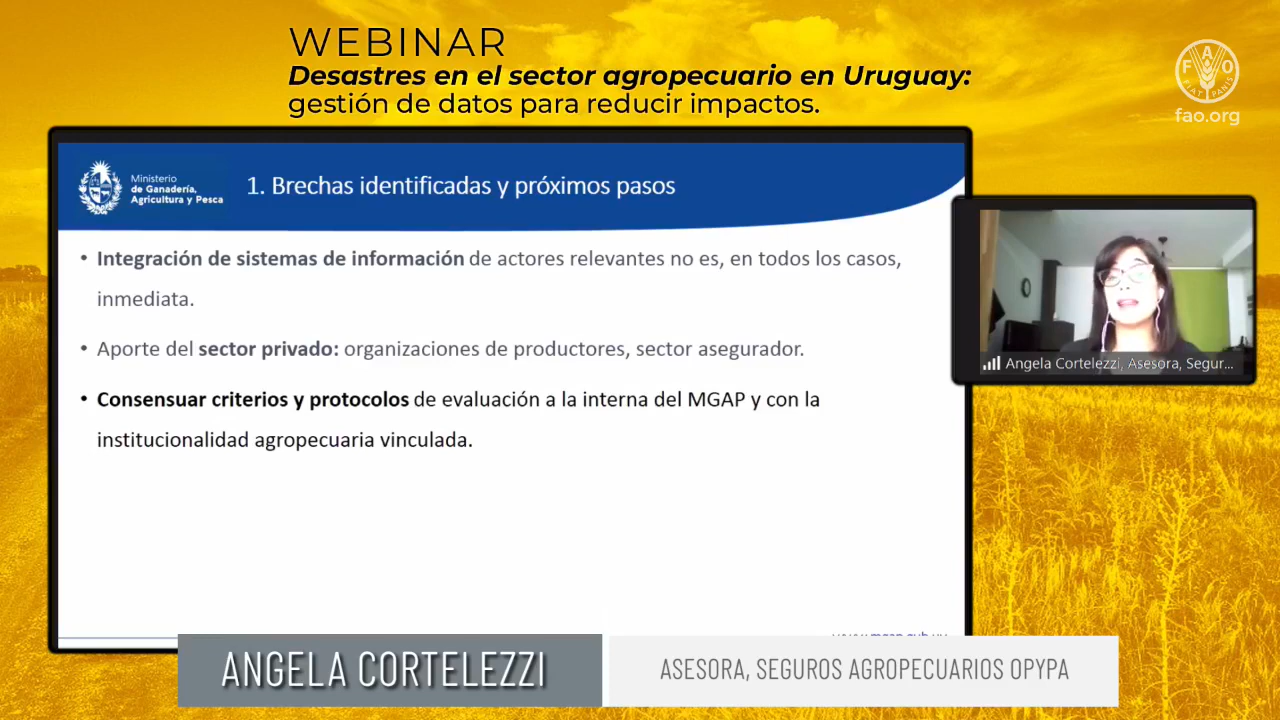 WEBINAR
Desastres en el sector agropecuario en Uruguay:
gestión de datos para reducir impactos.
F A O
FIAT PANIS
fao.org
Ministerio
de Ganadería,
Agricultura y Pesca
1. Brechas identificadas y próximos pasos
• Integración de sistemas de información de actores relevantes no es, en todos los casos,
inmediata.
• Aporte del sector privado: organizaciones de productores, sector asegurador.
• Consensuar criterios y protocolos de evaluación a la interna del MGAP y con la
institucionalidad agropecuaria vinculada.
Angela Cortelezzi, Asesora, Segur...
ANGELA CORTELEZZI
ASESORA, SEGUROS AGROPECUARIOS OPYPA